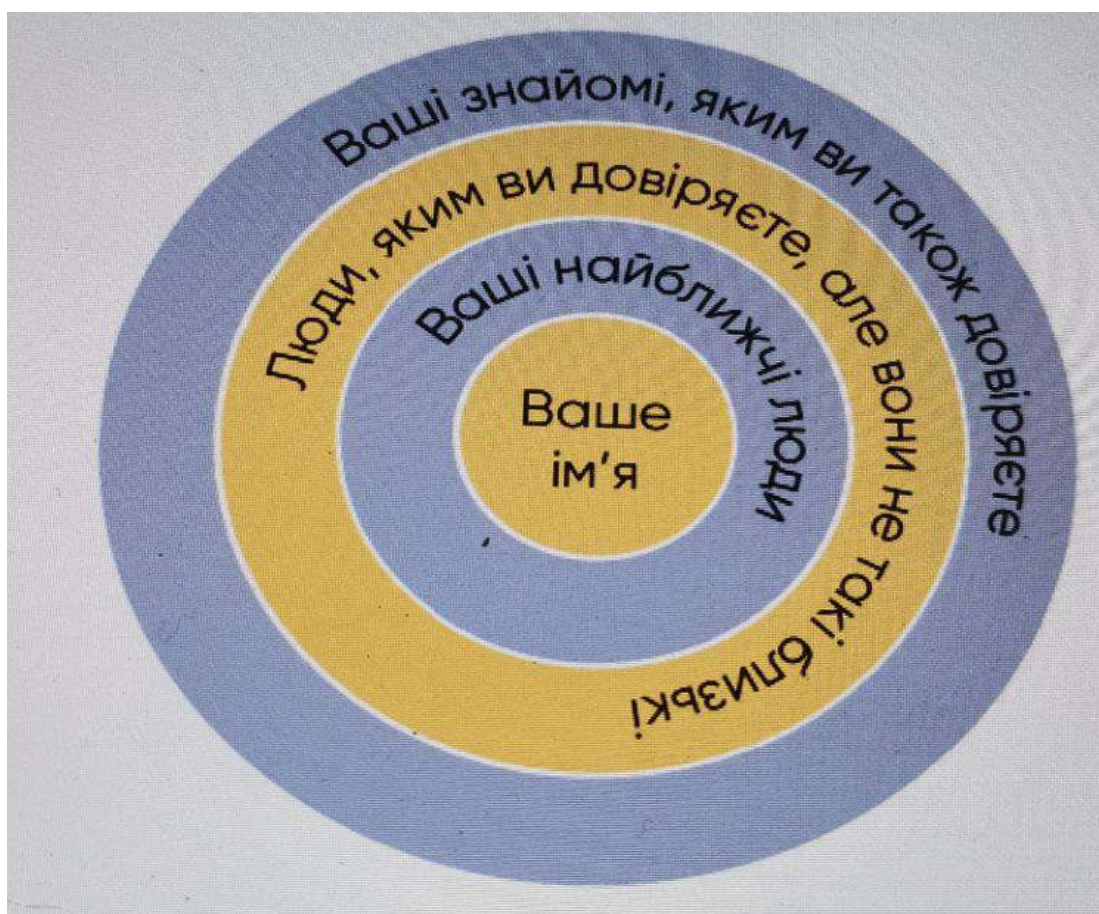 Ваші знайомі, яким ви також довіряєте
Люди, яким ви довіряєте, але вони не такі близькі
Ваші найближчі люди
Ваше
ім’я